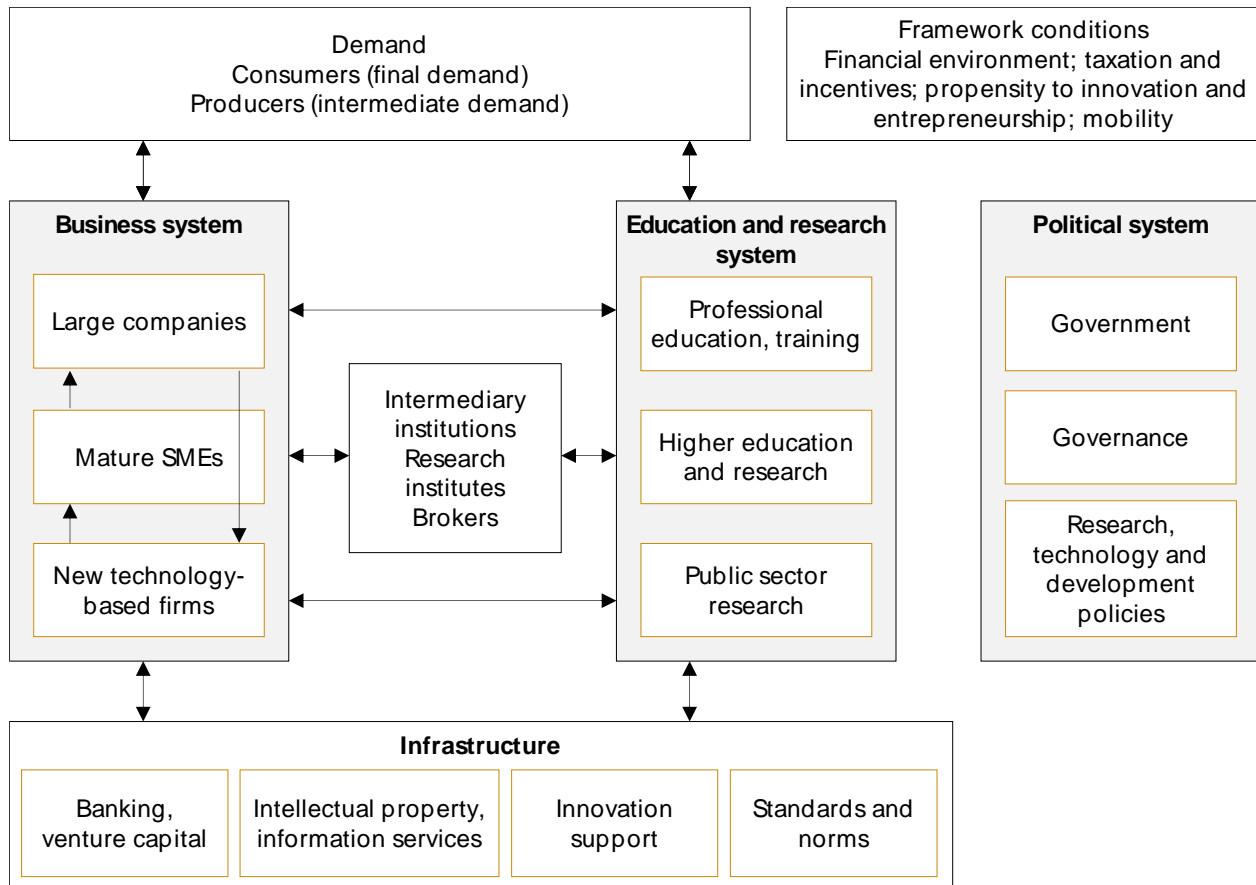 Demand
Consumers (final demand)
Producers (intermediate demand)
Framework conditions
Financial environment; taxation and
incentives; propensity to innovation and
entrepreneurship; mobility
Business system
Large companies
Mature SMEs
New technology-
based firms
Intermediary
institutions
Research
institutes
Brokers
Education and research
system
Professional
education, training
Higher education
and research
Public sector
research
Political system
Government
Governance
Research,
technology and
development
policies
Infrastructure
Banking,
venture capital
Intellectual property,
information services
Innovation
support
Standards and
norms